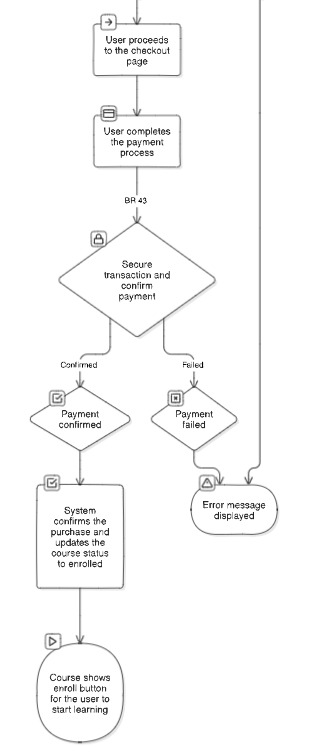 User proceeds
to the checkout
page
User completes
the payment
process
BR 43
Secure
transaction and
confirm
payment
Confirmed
Failed
Payment
confirmed
Payment
failed
System
confirms the
purchase and
updates the
course status
to enrolled
Error message
displayed
Course shows
enroll button
for the user to
start learning